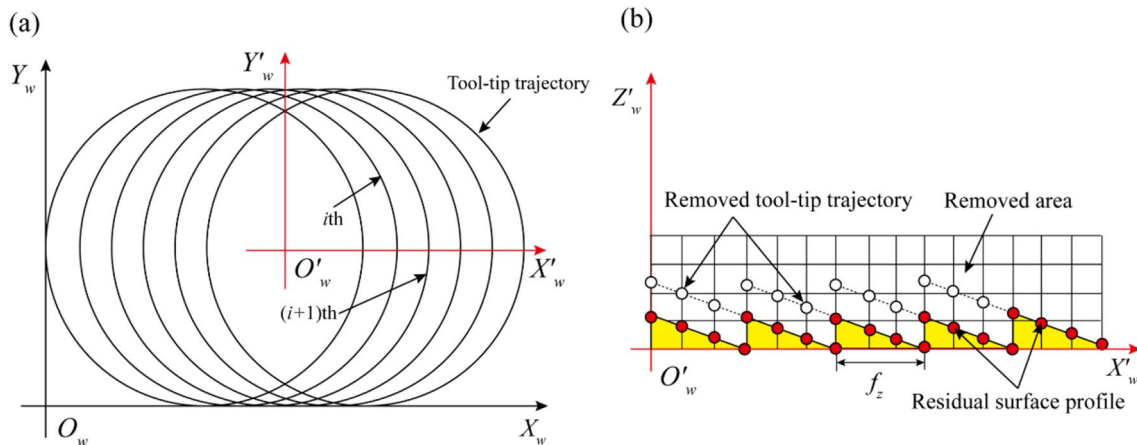 (a)
Y_w
Y'_w
Tool-tip trajectory
ith
O'_w
X'_w
(i+1)th
O_w
X_w
(b)
Z'_w
Removed tool-tip trajectory
Removed area
O'_w
f_z
X'_w
Residual surface profile